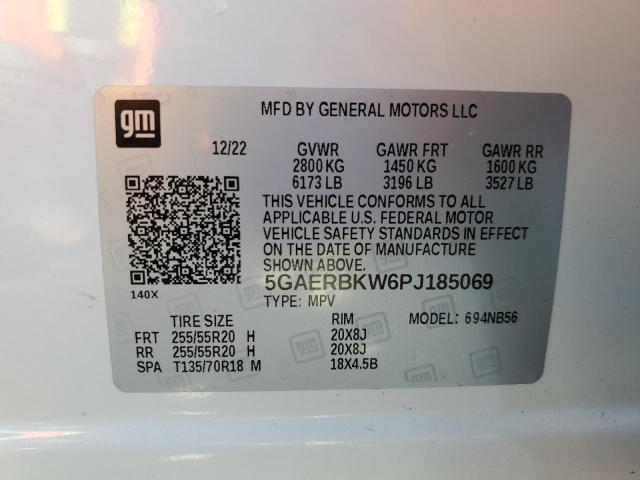 gm
MFD BY GENERAL MOTORS LLC
12/22 GVWR GAWR FRT GAWR RR
2800 KG 1450 KG 1600 KG
6173 LB 3196 LB 3527 LB
THIS VEHICLE CONFORMS TO ALL
APPLICABLE U.S. FEDERAL MOTOR
VEHICLE SAFETY STANDARDS IN EFFECT
ON THE DATE OF MANUFACTURE
SHOWN ABOVE.
5GAERBKW6PJ185069
140X
TYPE: MPV
TIRE SIZE RIM MODEL: 694NB56
FRT 255/55R20 H 20X8J
RR 255/55R20 H 20X8J
SPA T135/70R18 M 18X4.5B